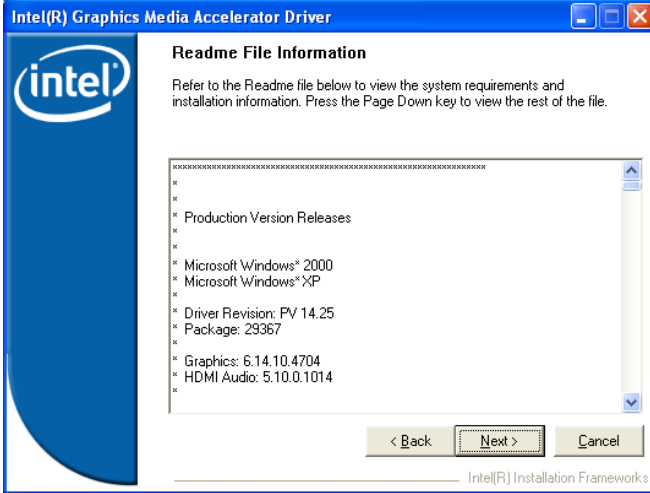 Intel(R) Graphics Media Accelerator Driver
intel
Readme File Information
Refer to the Readme file below to view the system requirements and
installation information. Press the Page Down key to view the rest of the file.
******************************************************************
*
*
* Production Version Releases
*
*
* Microsoft Windows* 2000
* Microsoft Windows* XP
*
* Driver Revision: PV 14.25
* Package: 29367
*
* Graphics: 6.14.10.4704
* HDMI Audio: 5.10.0.1014
*
< Back
Next >
Cancel
Intel(R) Installation Frameworks